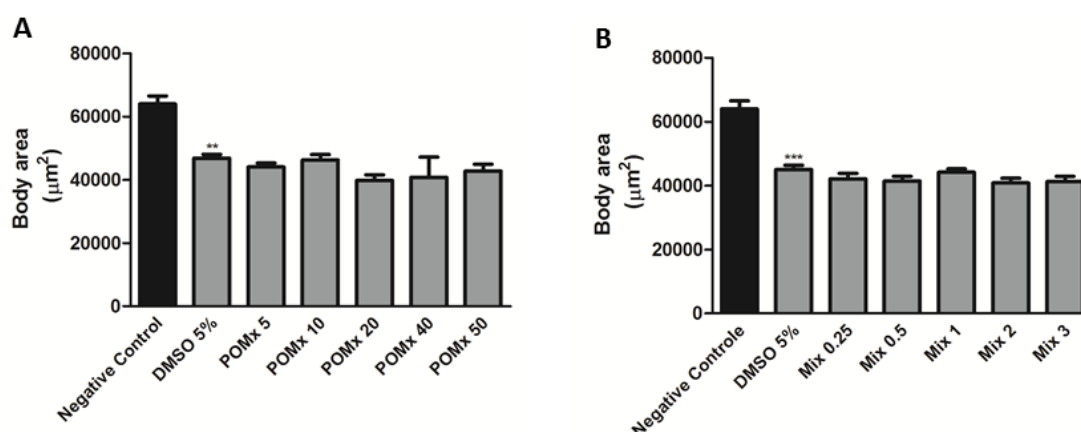 A
80000
60000
40000
20000
0
Body area
(μm²)
**
Negative Control
DMSO 5%
POMx 5
POMx 10
POMx 20
POMx 40
POMx 50
B
80000
60000
40000
20000
0
Body area
(μm²)
***
Negative Controle
DMSO 5%
Mix 0.25
Mix 0.5
Mix 1
Mix 2
Mix 3